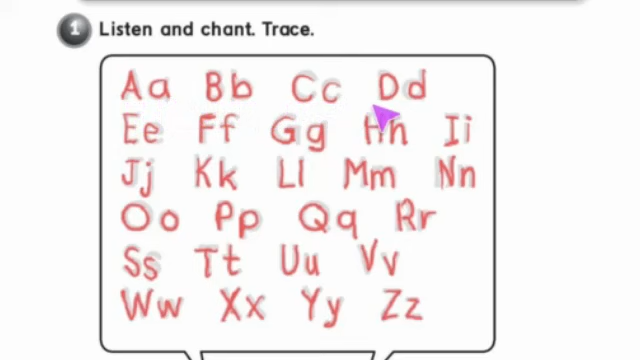 1 Listen and chant. Trace.
Aa Bb Cc Dd
Ee Ff Gg Hh Ii
Jj Kk Ll Mm Nn
Oo Pp Qq Rr
Ss Tt Uu Vv
Ww Xx Yy Zz